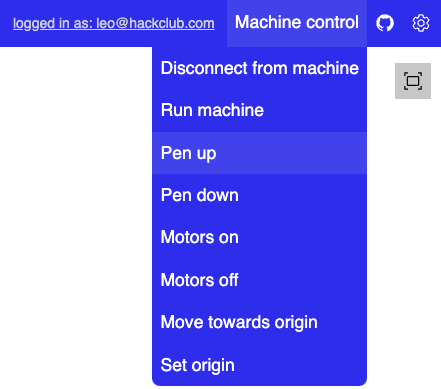 logged in as: leo@hackclub.com Machine control
Disconnect from machine
Run machine
Pen up
Pen down
Motors on
Motors off
Move towards origin
Set origin